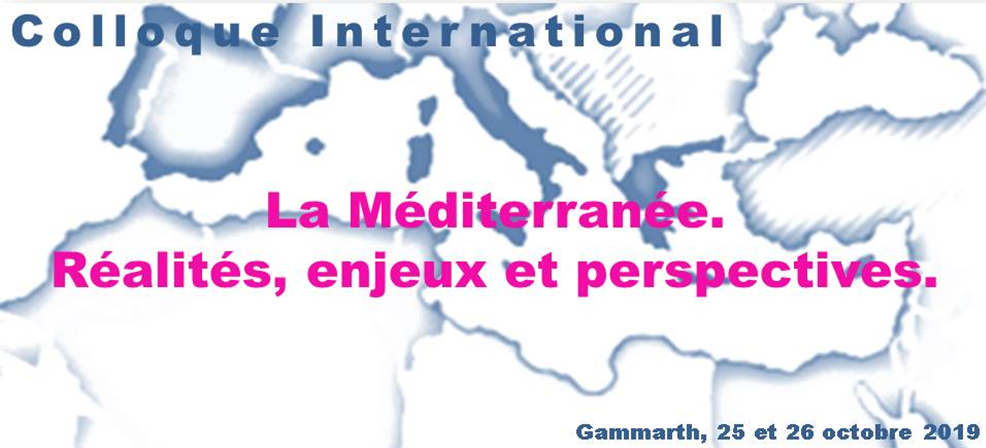 Colloque International
La Méditerranée.
Réalités, enjeux et perspectives.
Gammarth, 25 et 26 octobre 2019